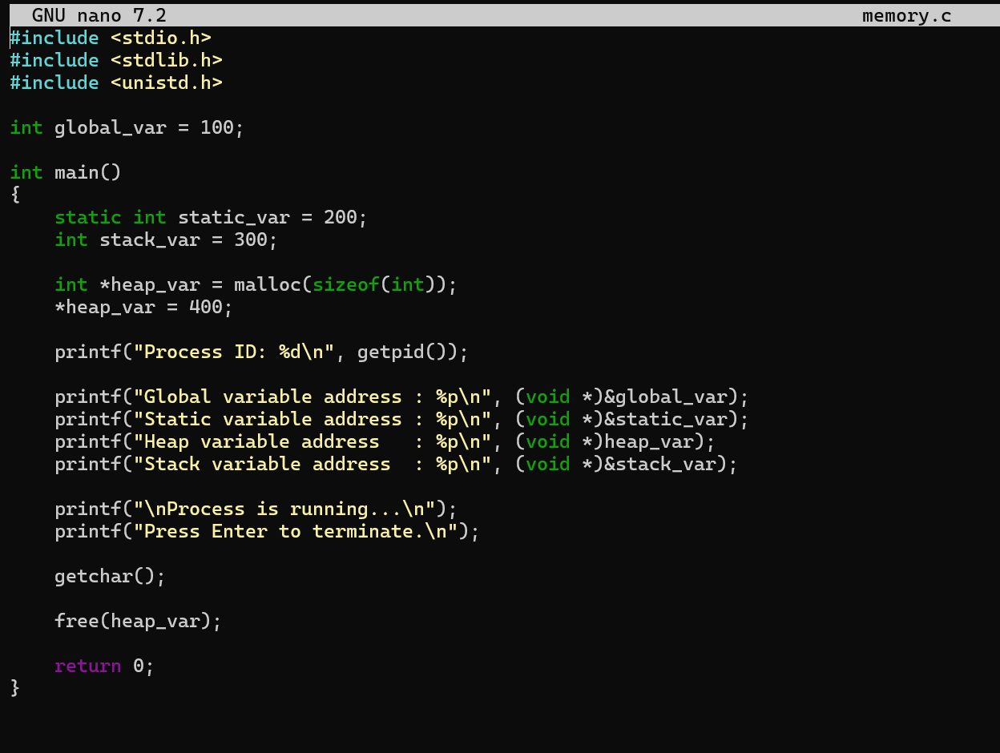 GNU nano 7.2 memory.c
#include <stdio.h>
#include <stdlib.h>
#include <unistd.h>

int global_var = 100;

int main()
{
    static int static_var = 200;
    int stack_var = 300;

    int *heap_var = malloc(sizeof(int));
    *heap_var = 400;

    printf("Process ID: %d\n", getpid());

    printf("Global variable address : %p\n", (void *)&global_var);
    printf("Static variable address : %p\n", (void *)&static_var);
    printf("Heap variable address   : %p\n", (void *)heap_var);
    printf("Stack variable address  : %p\n", (void *)&stack_var);

    printf("\nProcess is running...\n");
    printf("Press Enter to terminate.\n");

    getchar();

    free(heap_var);

    return 0;
}